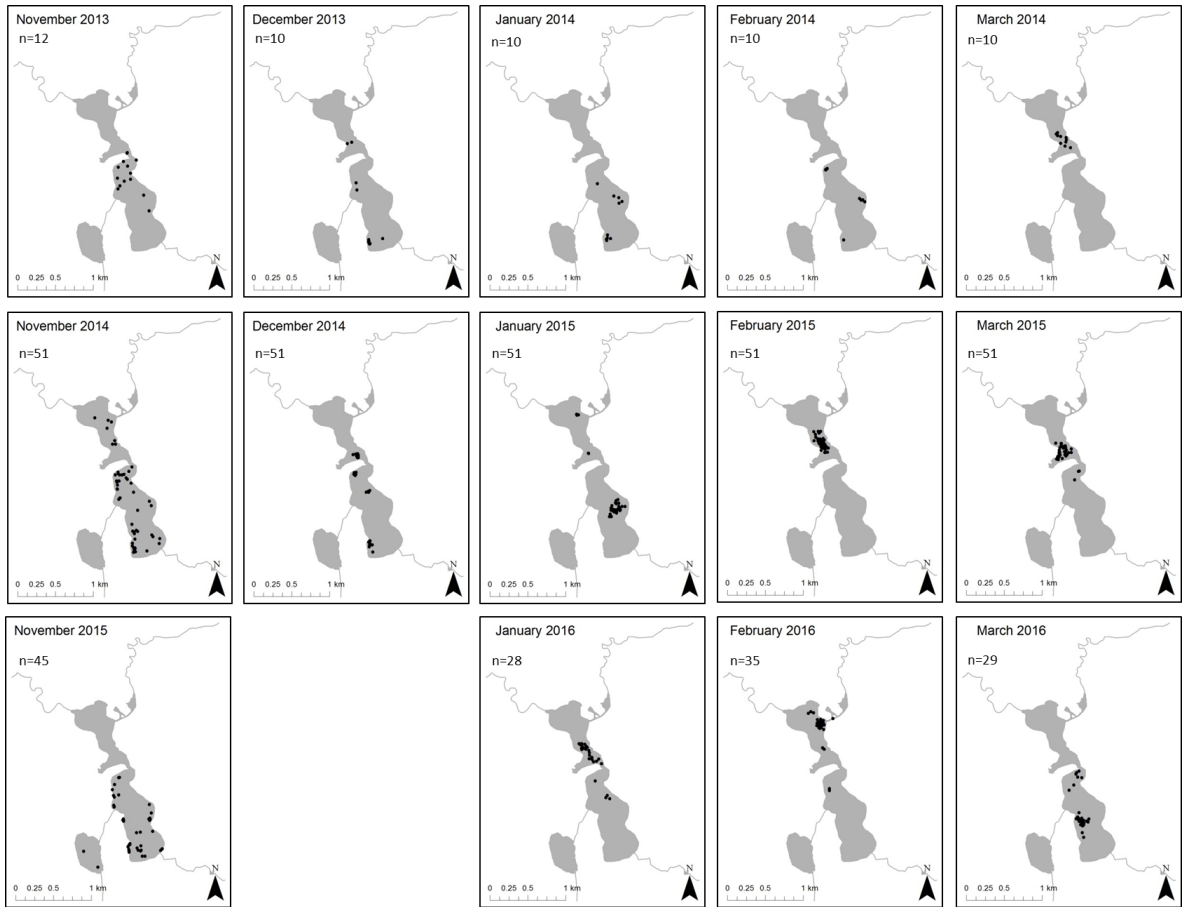 November 2013
n=12
N
0 0.25 0.5 1 km
December 2013
n=10
N
0 0.25 0.5 1 km
January 2014
n=10
N
0 0.25 0.5 1 km
February 2014
n=10
N
0 0.25 0.5 1 km
March 2014
n=10
N
0 0.25 0.5 1 km
November 2014
n=51
N
0 0.25 0.5 1 km
December 2014
n=51
N
0 0.25 0.5 1 km
January 2015
n=51
N
0 0.25 0.5 1 km
February 2015
n=51
N
0 0.25 0.5 1 km
March 2015
n=51
N
0 0.25 0.5 1 km
November 2015
n=45
N
0 0.25 0.5 1 km
January 2016
n=28
N
0 0.25 0.5 1 km
February 2016
n=35
N
0 0.25 0.5 1 km
March 2016
n=29
N
0 0.25 0.5 1 km